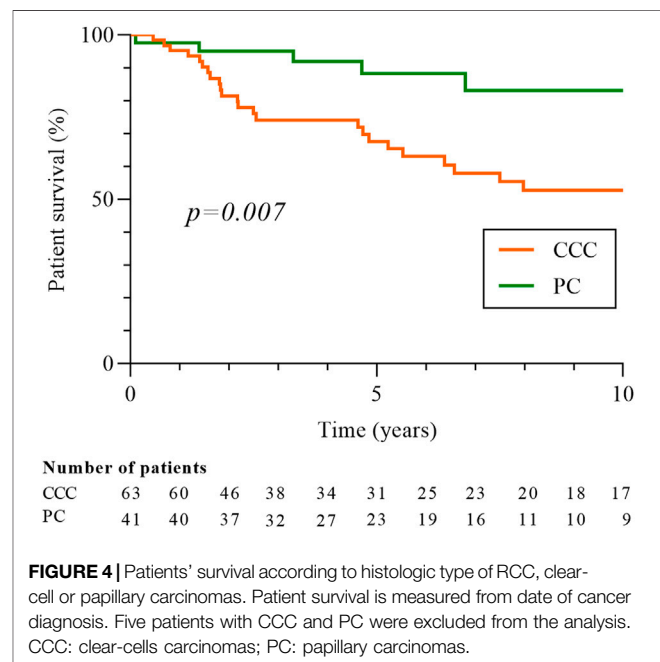 100
50
0
Patient survival (%)
p=0.007
CCC
PC
0 5 10
Time (years)
Number of patients
CCC 63 60 46 38 34 31 25 23 20 18 17
PC 41 40 37 32 27 23 19 16 11 10 9
FIGURE 4 | Patients' survival according to histologic type of RCC, clear-
cell or papillary carcinomas. Patient survival is measured from date of cancer
diagnosis. Five patients with CCC and PC were excluded from the analysis.
CCC: clear-cells carcinomas; PC: papillary carcinomas.